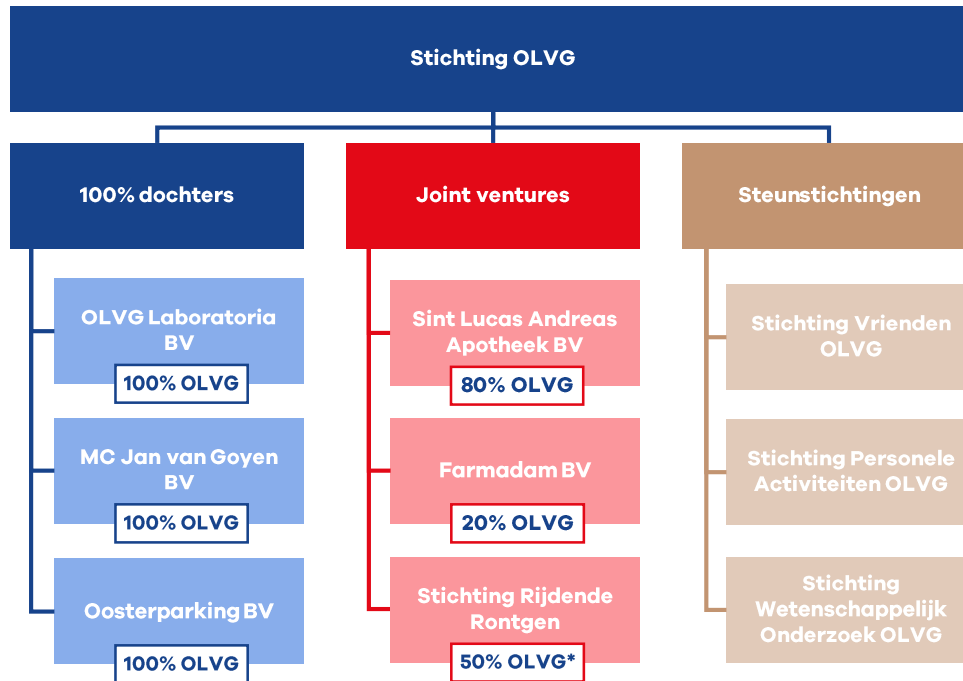 Stichting OLVG
100% dochters
OLVG Laboratoria
BV
100% OLVG
MC Jan van Goyen
BV
100% OLVG
Oosterparking BV
100% OLVG
Joint ventures
Sint Lucas Andreas
Apotheek BV
80% OLVG
Farmadam BV
20% OLVG
Stichting Rijdende
Rontgen
50% OLVG*
Steunstichtingen
Stichting Vrienden
OLVG
Stichting Personele
Activiteiten OLVG
Stichting
Wetenschappelijk
Onderzoek OLVG